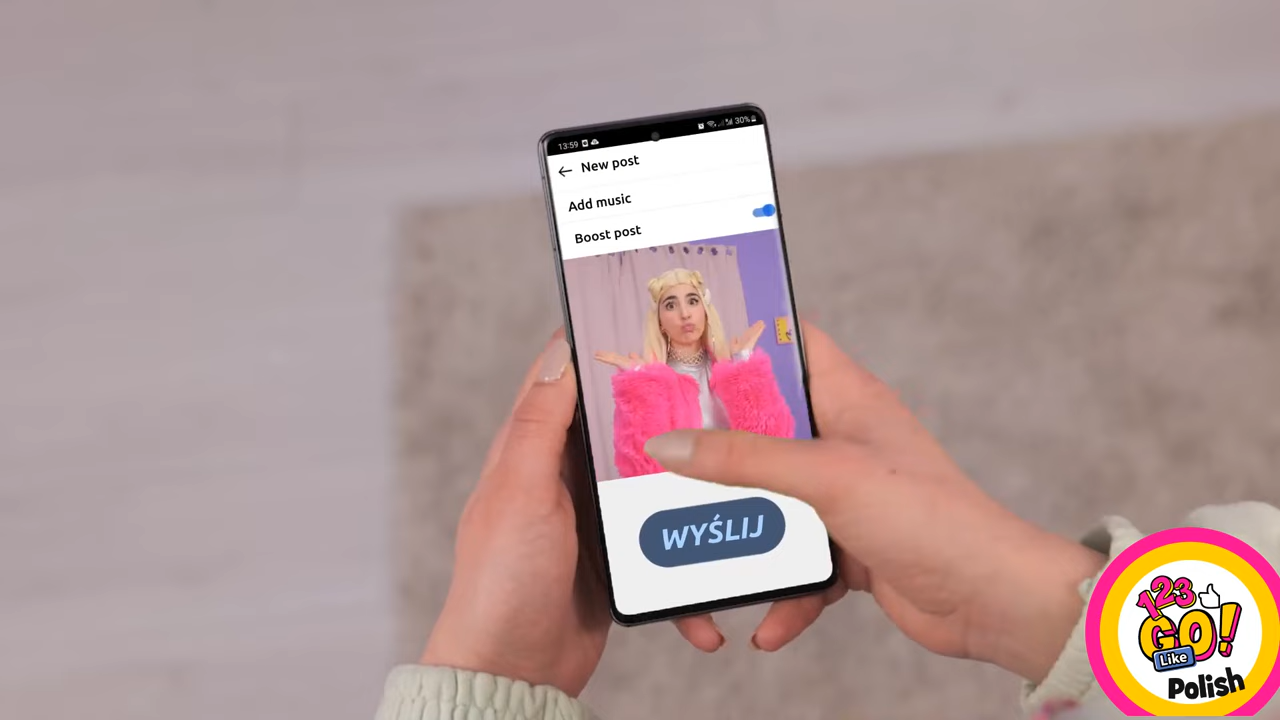 13:59
30%
New post
Add music
Boost post
WYŚLIJ
123
GO!
Like
Polish